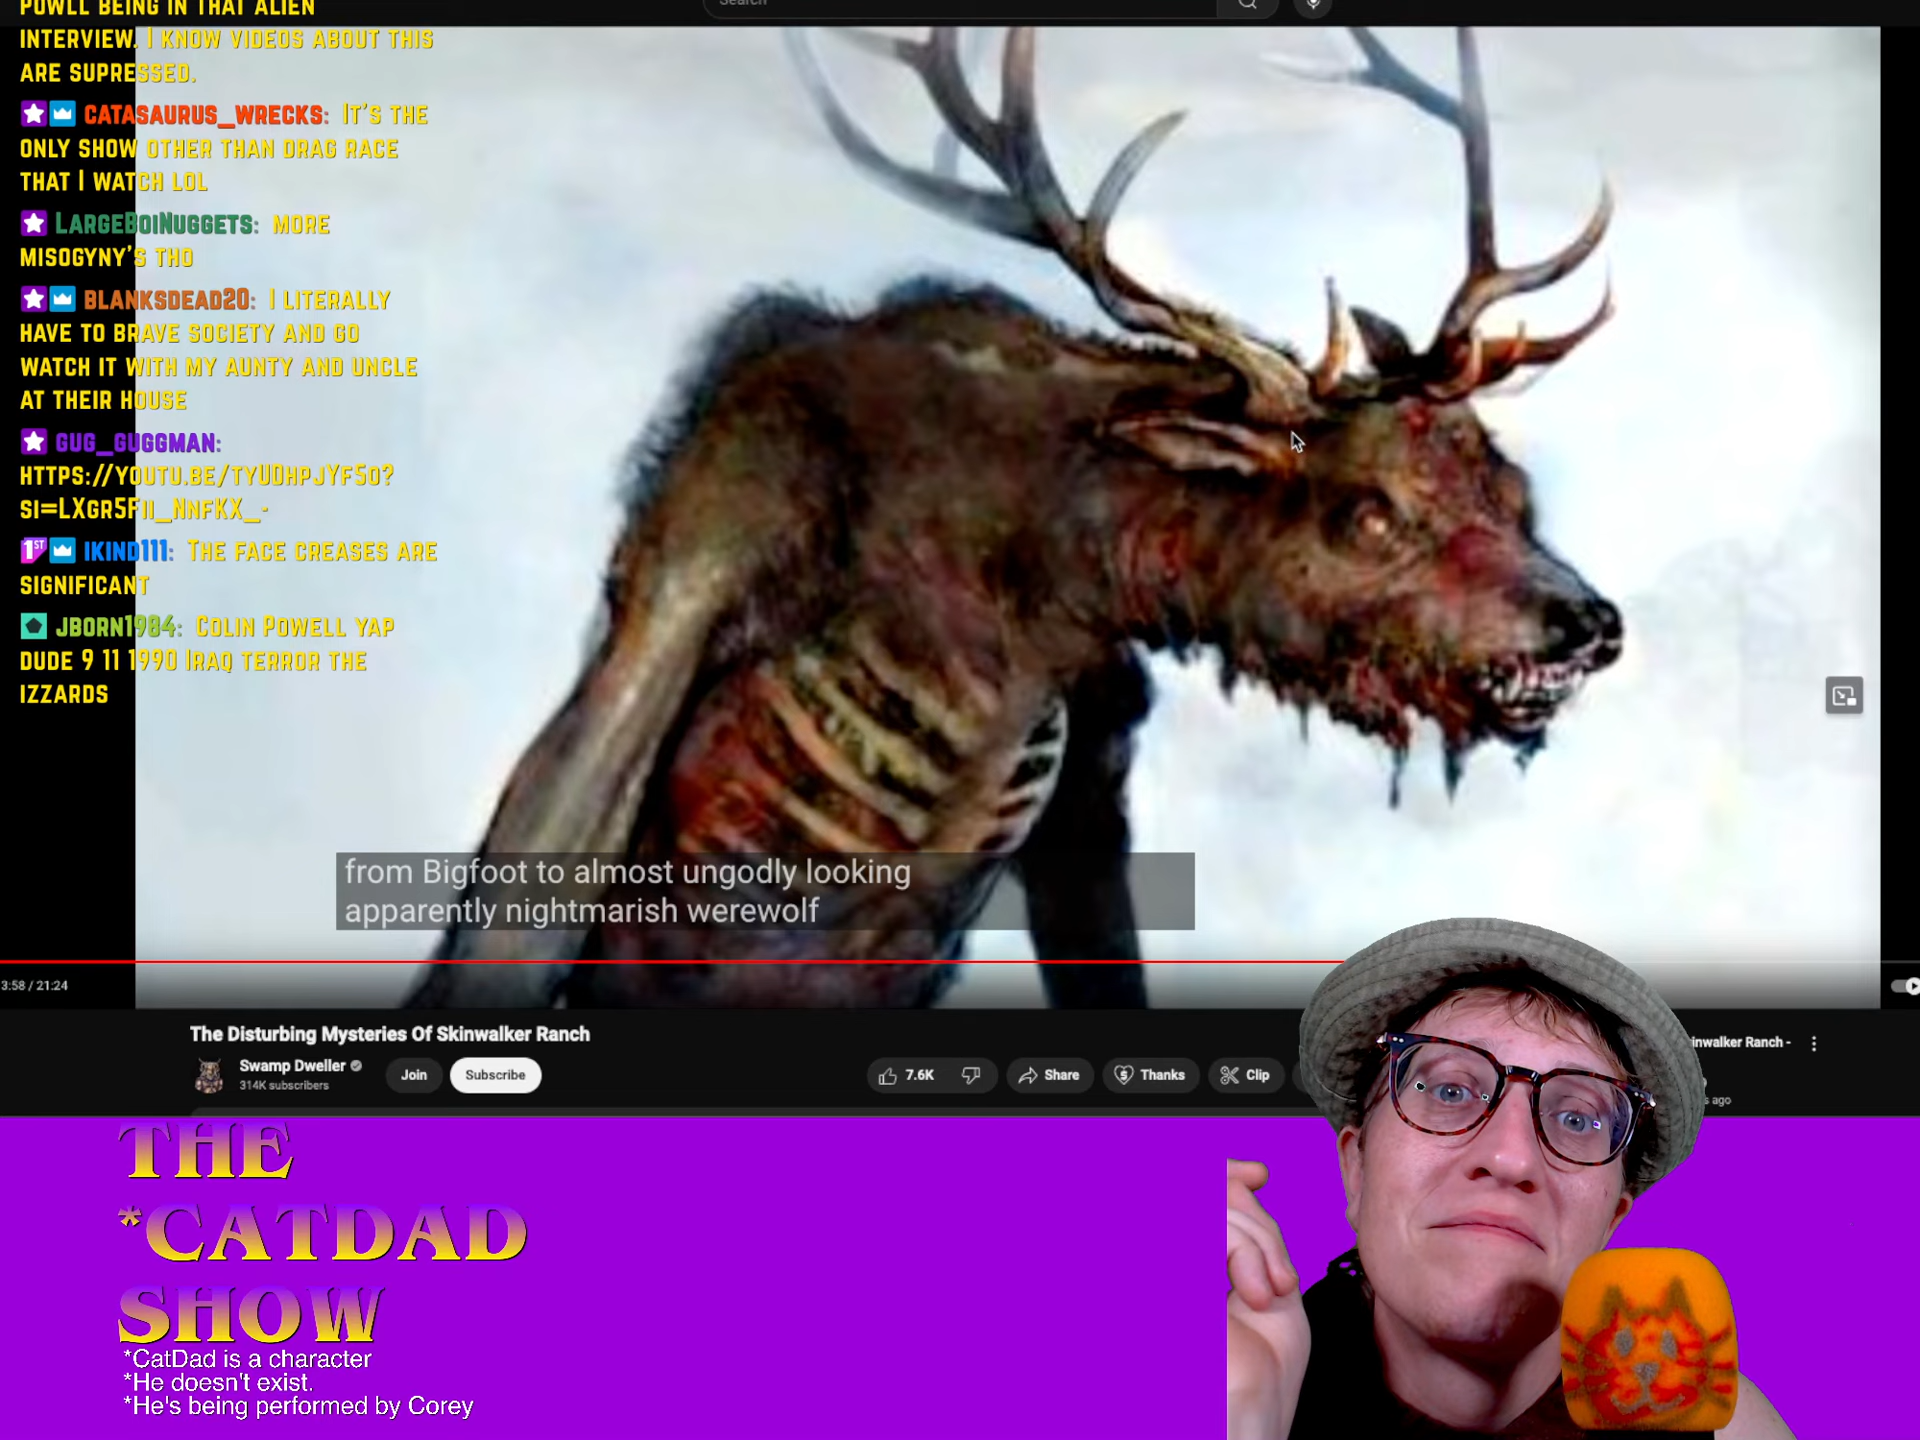 POWLL BEING IN THAT ALIEN
INTERVIEW. I KNOW VIDEOS ABOUT THIS
ARE SUPRESSED.
CATASAURUS_WRECKS: IT'S THE
ONLY SHOW OTHER THAN DRAG RACE
THAT I WATCH LOL
LARGEBOINUGGETS: MORE
MISOGYNY'S THO
BLANKSDEAD20: I LITERALLY
HAVE TO BRAVE SOCIETY AND GO
WATCH IT WITH MY AUNTY AND UNCLE
AT THEIR HOUSE
GUG_GUGGMAN:
HTTPS://YOUTU.BE/TYUDHPJYF5O?
SI=LXGR5FII_NNFKX_-
1ST IKIND111: THE FACE CREASES ARE
SIGNIFICANT
JBORN1984: COLIN POWELL YAP
DUDE 9 11 1990 IRAQ TERROR THE
IZZARDS
Search
from Bigfoot to almost ungodly looking
apparently nightmarish werewolf
3:58 / 21:24
The Disturbing Mysteries Of Skinwalker Ranch
Swamp Dweller
314K subscribers
Join
Subscribe
7.6K
Share
Thanks
Clip
inwalker Ranch -
s ago
THE
*CATDAD
SHOW
*CatDad is a character
*He doesn't exist.
*He's being performed by Corey